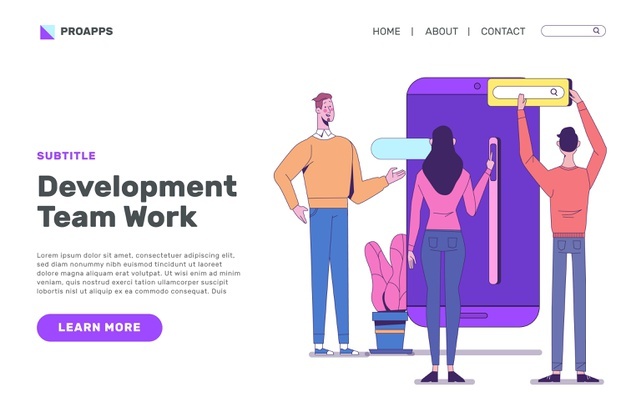 PROAPPS
HOME | ABOUT | CONTACT
SUBTITLE
Development
Team Work
Lorem ipsum dolor sit amet, consectetuer adipiscing elit,
sed diam nonummy nibh euismod tincidunt ut laoreet
dolore magna aliquam erat volutpat. Ut wisi enim ad minim
veniam, quis nostrud exerci tation ullamcorper suscipit
lobortis nisl ut aliquip ex ea commodo consequat. Duis
LEARN MORE